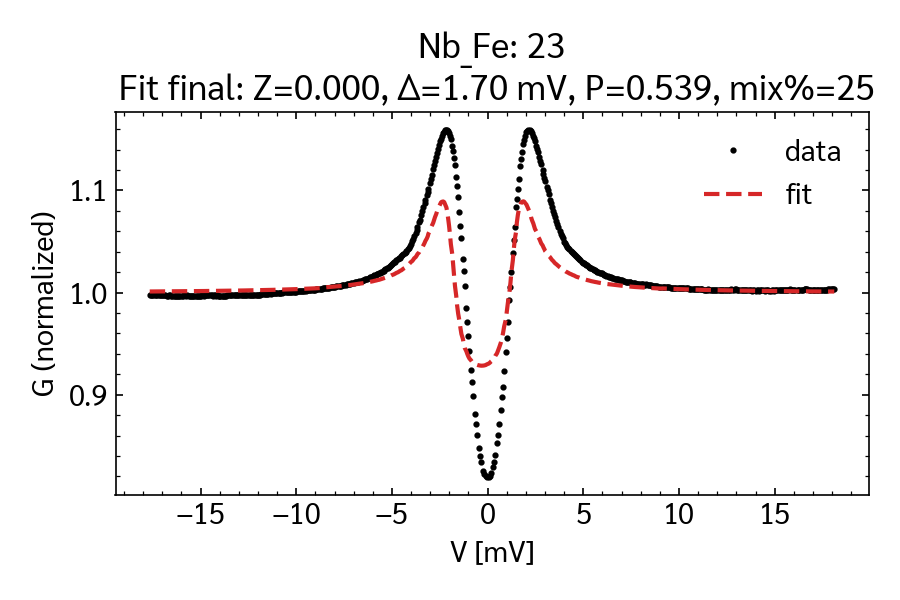 Nb_Fe: 23
Fit final: Z=0.000, Δ=1.70 mV, P=0.539, mix%=25
data
fit
G (normalized)
1.1
1.0
0.9
−15
−10
−5
0
5
10
15
V [mV]